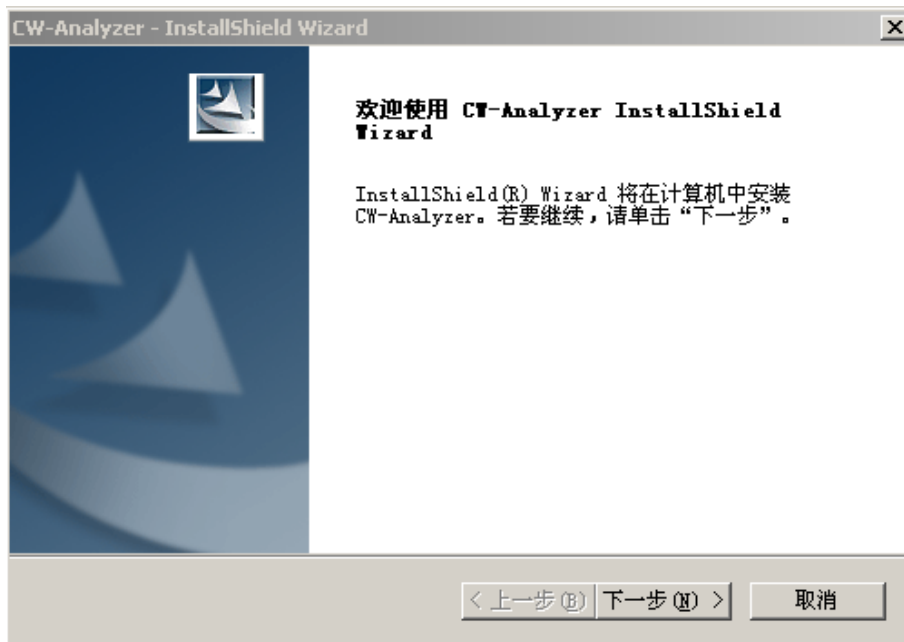 CW-Analyzer - InstallShield Wizard
欢迎使用 CW-Analyzer InstallShield
Wizard
InstallShield(R) Wizard 将在计算机中安装
CW-Analyzer。若要继续，请单击“下一步”。
< 上一步(B) 下一步(N) > 取消